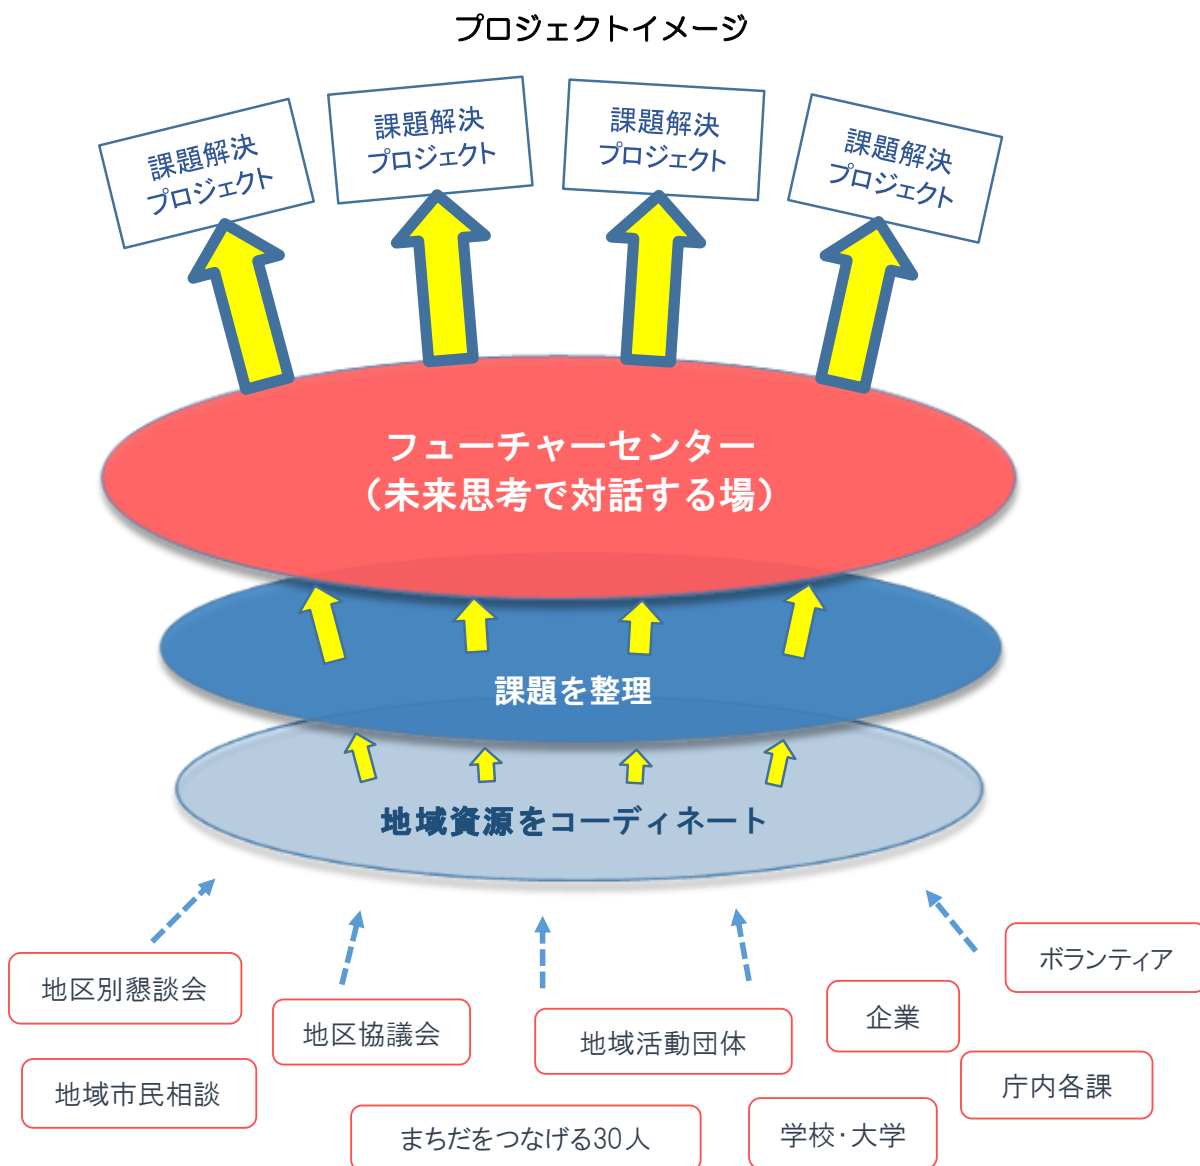 プロジェクトイメージ
課題解決
プロジェクト
課題解決
プロジェクト
課題解決
プロジェクト
課題解決
プロジェクト
フューチャーセンター
（未来思考で対話する場）
課題を整理
地域資源をコーディネート
地区別懇談会
地区協議会
地域活動団体
企業
ボランティア
地域市民相談
まちだをつなげる30人
学校・大学
庁内各課